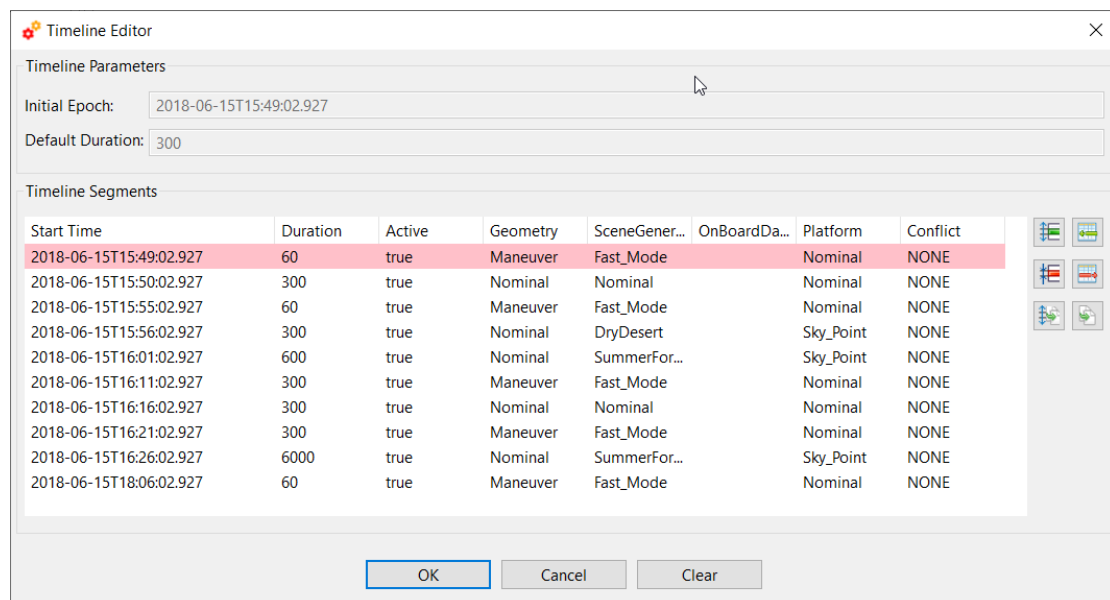 Timeline Editor
Timeline Parameters
Initial Epoch: 2018-06-15T15:49:02.927
Default Duration: 300
Timeline Segments
Start Time Duration Active Geometry SceneGener... OnBoardDa... Platform Conflict
2018-06-15T15:49:02.927 60 true Maneuver Fast_Mode Nominal NONE
2018-06-15T15:50:02.927 300 true Nominal Nominal Nominal NONE
2018-06-15T15:55:02.927 60 true Maneuver Fast_Mode Nominal NONE
2018-06-15T15:56:02.927 300 true Nominal DryDesert Sky_Point NONE
2018-06-15T16:01:02.927 600 true Nominal SummerFor... Sky_Point NONE
2018-06-15T16:11:02.927 300 true Maneuver Fast_Mode Nominal NONE
2018-06-15T16:16:02.927 300 true Nominal Nominal Nominal NONE
2018-06-15T16:21:02.927 300 true Maneuver Fast_Mode Nominal NONE
2018-06-15T16:26:02.927 6000 true Nominal SummerFor... Sky_Point NONE
2018-06-15T18:06:02.927 60 true Maneuver Fast_Mode Nominal NONE
OK Cancel Clear